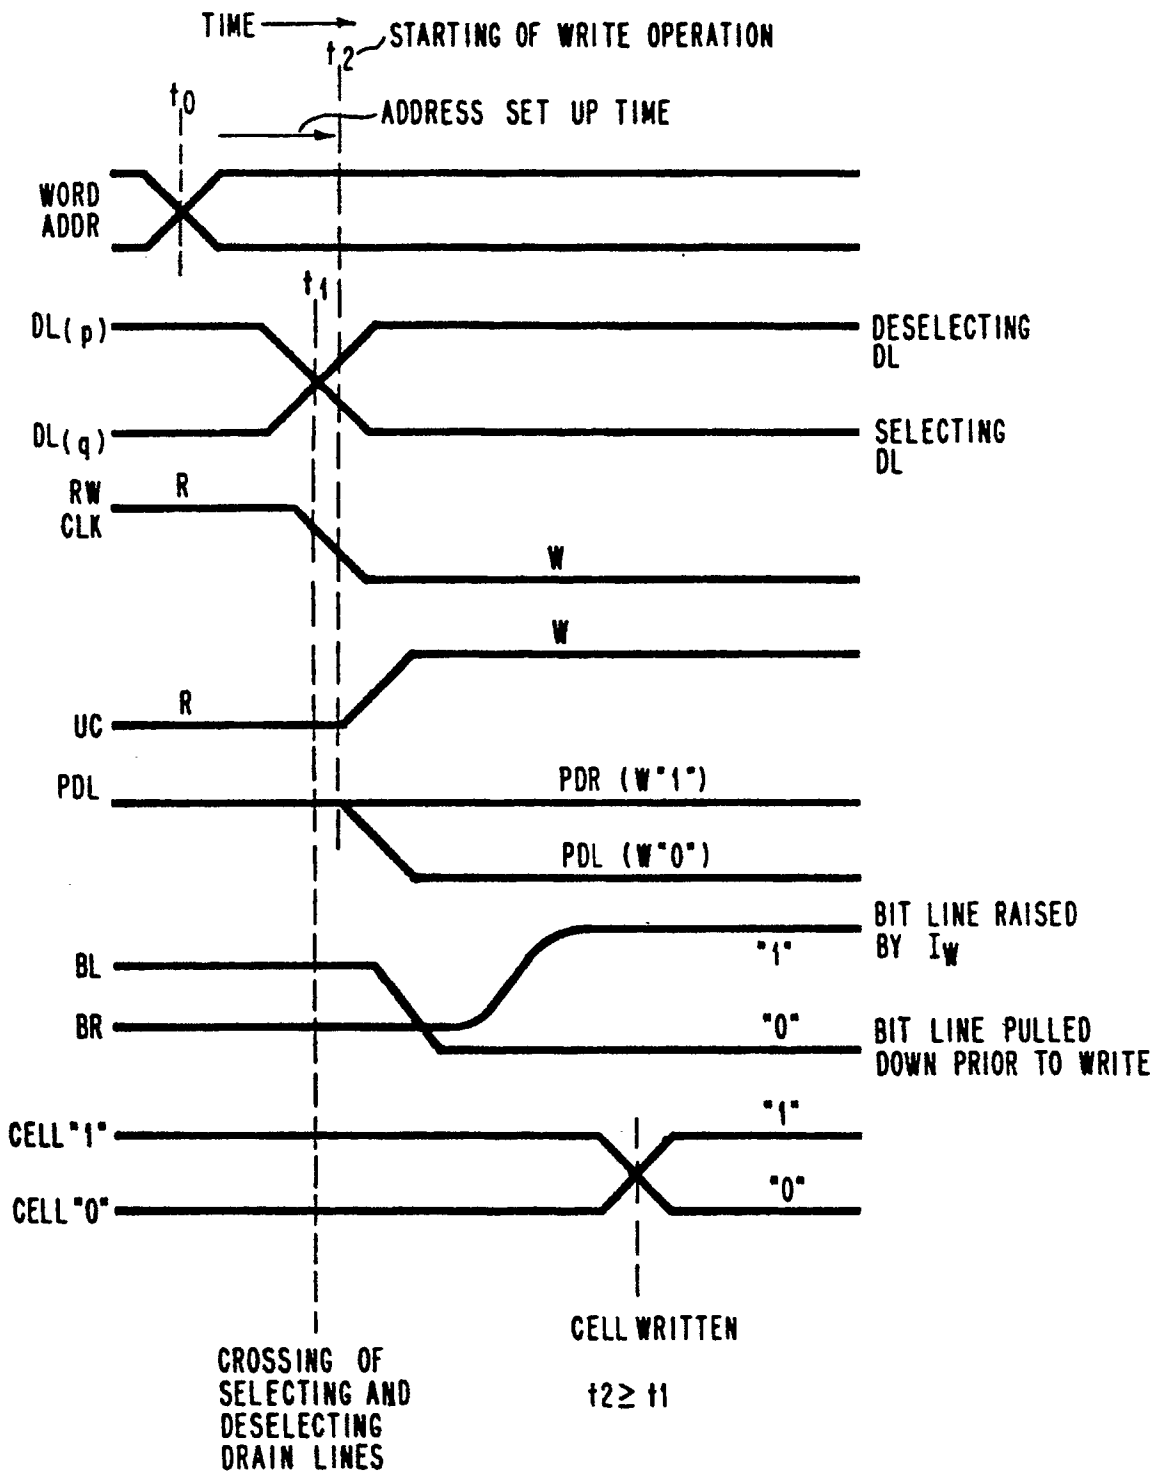 TIME
t2 STARTING OF WRITE OPERATION
t0
ADDRESS SET UP TIME
WORD
ADDR
t1
DL(p)
DESELECTING
DL
DL(q)
SELECTING
DL
RW
CLK
R
W
W
UC
R
PDL
PDR (W"1")
PDL (W"0")
BL
"1"
BIT LINE RAISED
BY IW
BR
"0"
BIT LINE PULLED
DOWN PRIOR TO WRITE
CELL"1"
"1"
CELL"0"
"0"
CELL WRITTEN
CROSSING OF
SELECTING AND
DESELECTING
DRAIN LINES
t2≥t1